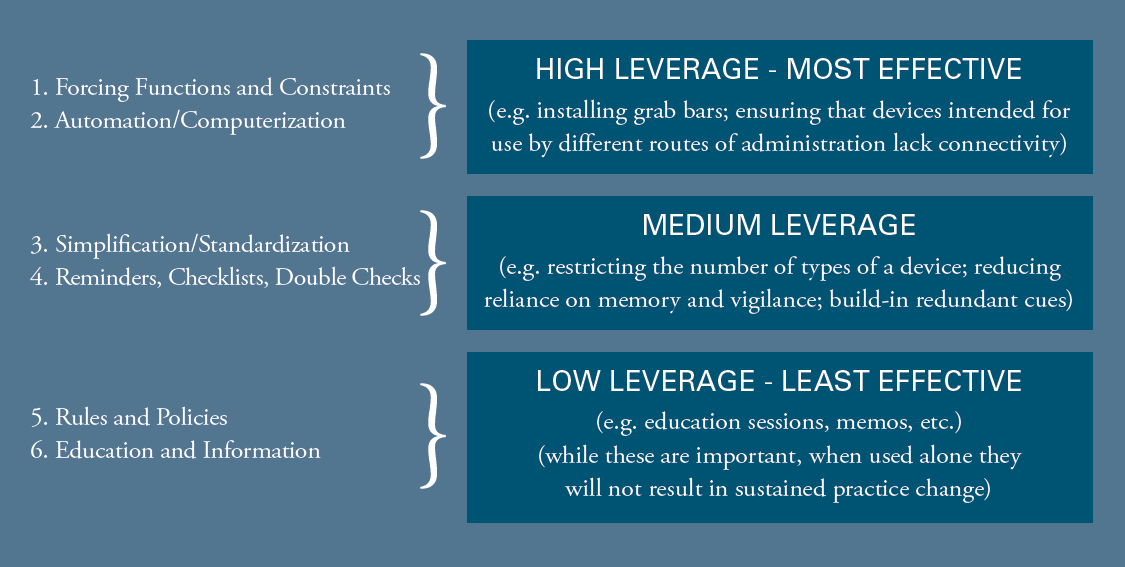 1. Forcing Functions and Constraints
2. Automation/Computerization
HIGH LEVERAGE - MOST EFFECTIVE
(e.g. installing grab bars; ensuring that devices intended for
use by different routes of administration lack connectivity)
3. Simplification/Standardization
4. Reminders, Checklists, Double Checks
MEDIUM LEVERAGE
(e.g. restricting the number of types of a device; reducing
reliance on memory and vigilance; build-in redundant cues)
5. Rules and Policies
6. Education and Information
LOW LEVERAGE - LEAST EFFECTIVE
(e.g. education sessions, memos, etc.)
(while these are important, when used alone they
will not result in sustained practice change)